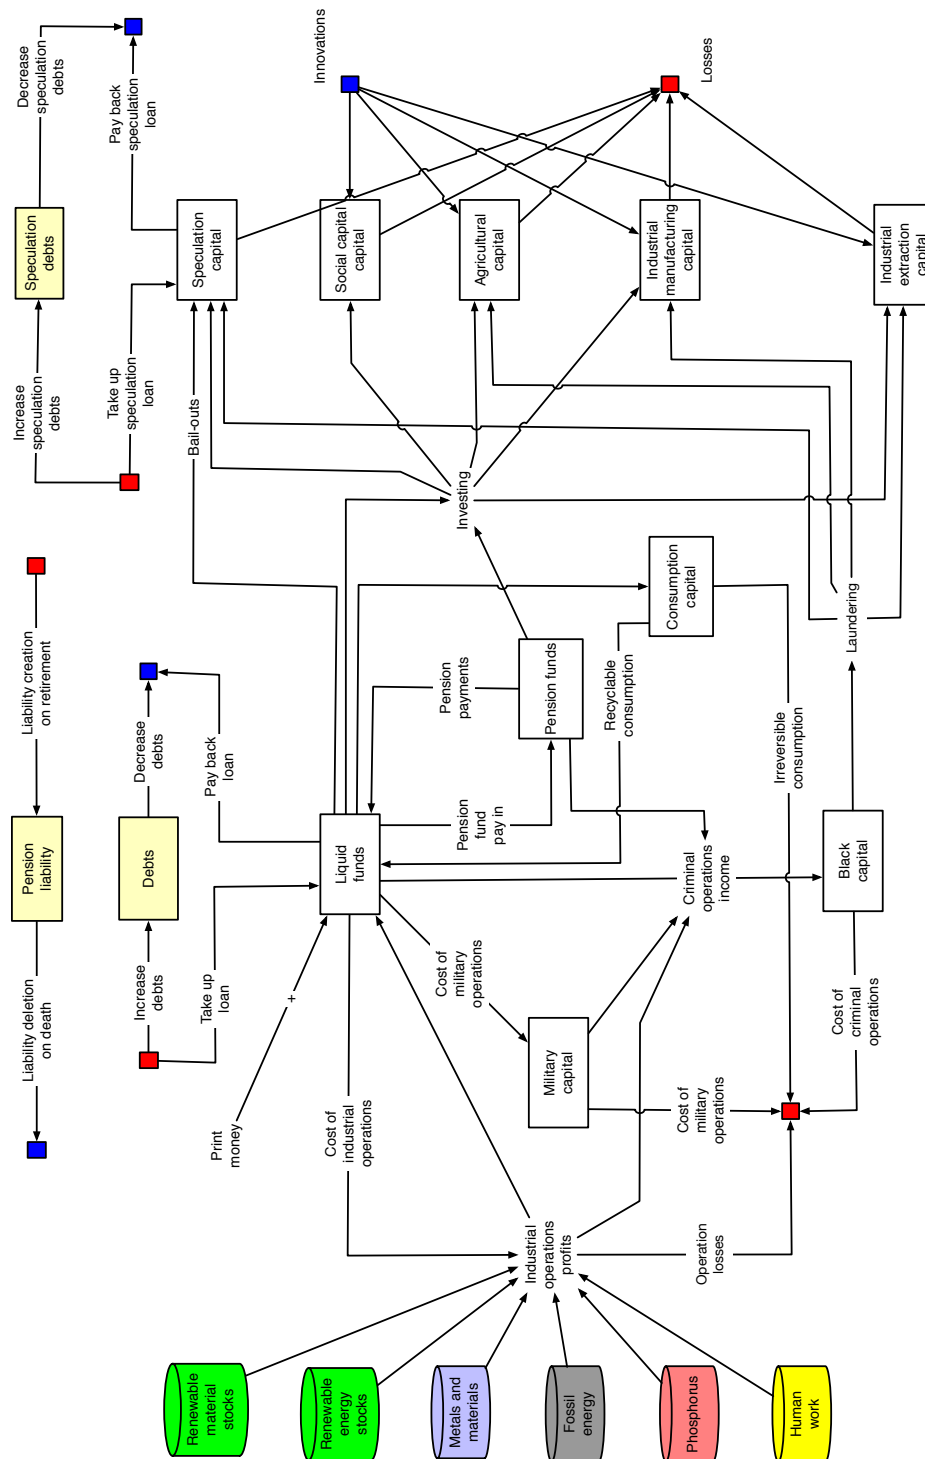 Liability deletion
on death
Pension
liability
Liability creation
on retirement
Increase
speculation
debts
Speculation
debts
Decrease
speculation
debts
Increase
debts
Debts
Decrease
debts
Take up
speculation
loan
Pay back
speculation
loan
Take up
loan
Pay back
loan
Bail-outs
Speculation
capital
Print
money
+
Liquid
funds
Innovations
Social capital
capital
Cost of
industrial
operations
Cost of
military
operations
Pension
fund
pay in
Pension
payments
Investing
Agricultural
capital
Industrial
operations
profits
Military
capital
Pension funds
Recyclable
consumption
Consumption
capital
Industrial
manufacturing
capital
Losses
Operation
losses
Cost of
military
operations
Criminal
operations
income
Irreversible
consumption
Cost of
criminal
operations
Black
capital
Laundering
Industrial
extraction
capital
Renewable
material
stocks
Renewable
energy
stocks
Metals and
materials
Fossil
energy
Phosphorus
Human
work